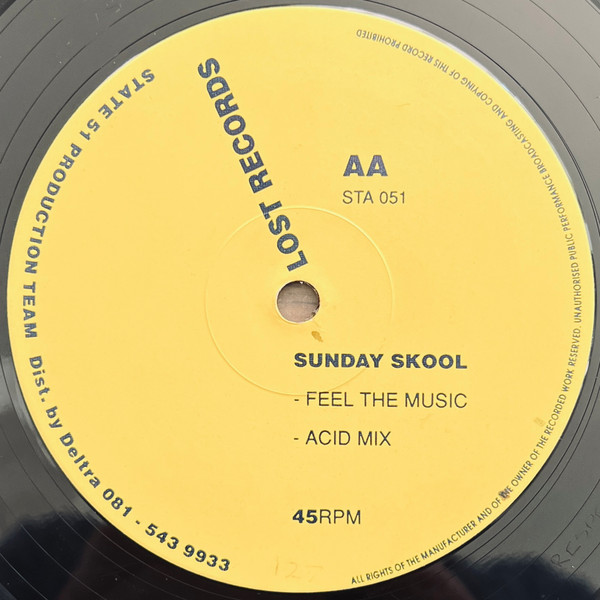 LOST RECORDS
AA
STA 051
SUNDAY SKOOL
- FEEL THE MUSIC
- ACID MIX
45RPM
STATE 51 PRODUCTION TEAM Dist. by Deltra 081 - 543 9933
ALL RIGHTS OF THE MANUFACTURER AND OF THE OWNER OF THE RECORDED WORK RESERVED. UNAUTHORISED PUBLIC PERFORMANCE BROADCASTING AND COPYING OF THIS RECORD PROHIBITED